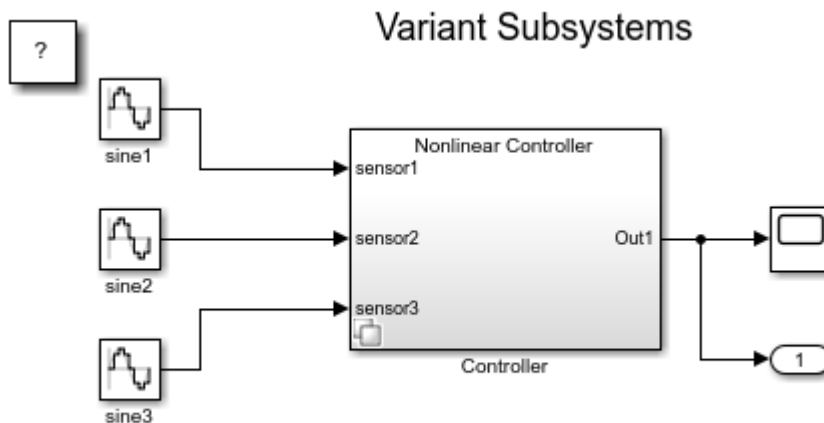 Variant Subsystems
?
sine1
Nonlinear Controller
sensor1
sine2
sensor2
Out1
sensor3
Controller
1
sine3